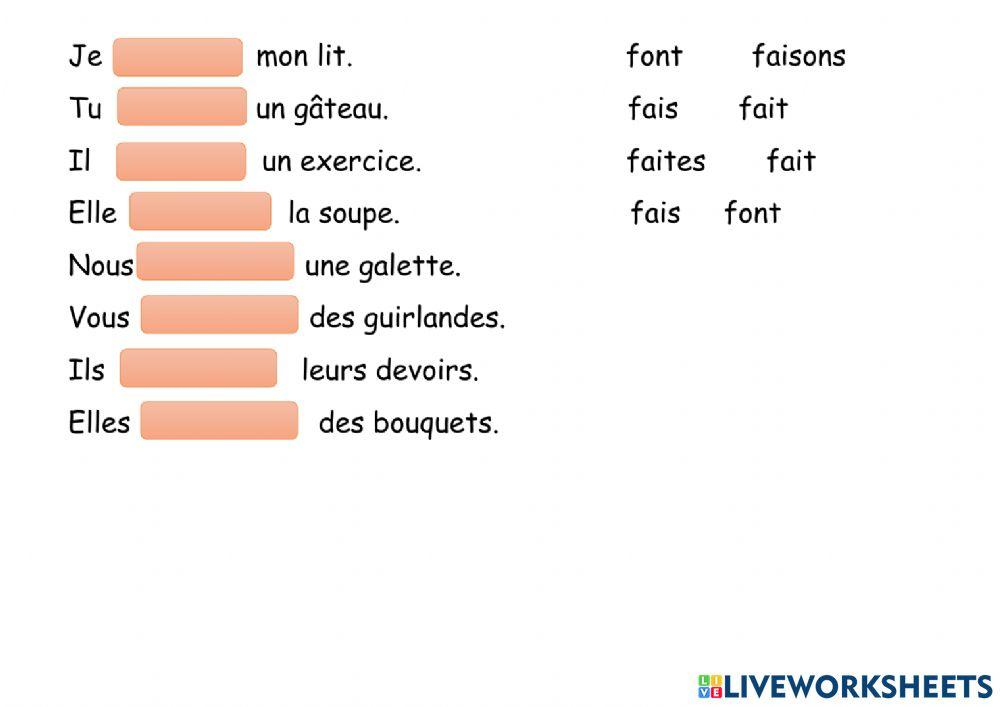 Je mon lit. font faisons
Tu un gâteau. fais fait
Il un exercice. faites fait
Elle la soupe. fais font
Nous une galette.
Vous des guirlandes.
Ils leurs devoirs.
Elles des bouquets.
LIVE LIVEWORKSHEETS